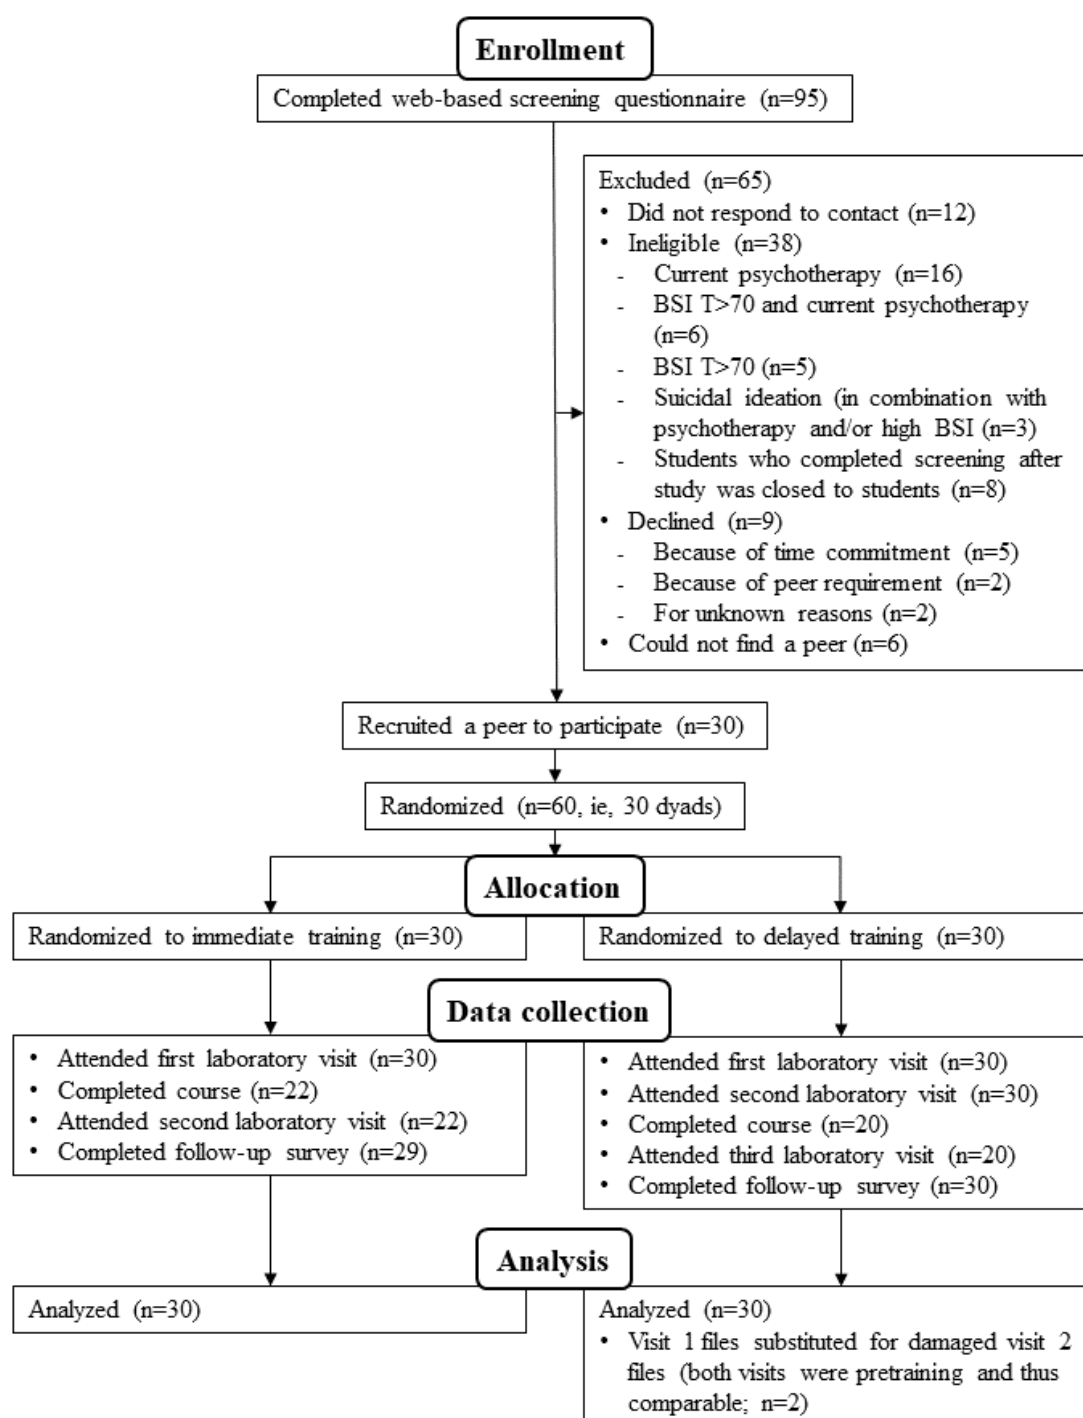 Enrollment
Completed web-based screening questionnaire (n=95)
Excluded (n=65)
• Did not respond to contact (n=12)
• Ineligible (n=38)
- Current psychotherapy (n=16)
- BSI T>70 and current psychotherapy
(n=6)
- BSI T>70 (n=5)
- Suicidal ideation (in combination with
psychotherapy and/or high BSI (n=3)
- Students who completed screening after
study was closed to students (n=8)
• Declined (n=9)
- Because of time commitment (n=5)
- Because of peer requirement (n=2)
- For unknown reasons (n=2)
• Could not find a peer (n=6)
Recruited a peer to participate (n=30)
Randomized (n=60, ie, 30 dyads)
Allocation
Randomized to immediate training (n=30)
Randomized to delayed training (n=30)
Data collection
• Attended first laboratory visit (n=30)
• Completed course (n=22)
• Attended second laboratory visit (n=22)
• Completed follow-up survey (n=29)
• Attended first laboratory visit (n=30)
• Attended second laboratory visit (n=30)
• Completed course (n=20)
• Attended third laboratory visit (n=20)
• Completed follow-up survey (n=30)
Analysis
Analyzed (n=30)
Analyzed (n=30)
• Visit 1 files substituted for damaged visit 2
files (both visits were pretraining and thus
comparable; n=2)